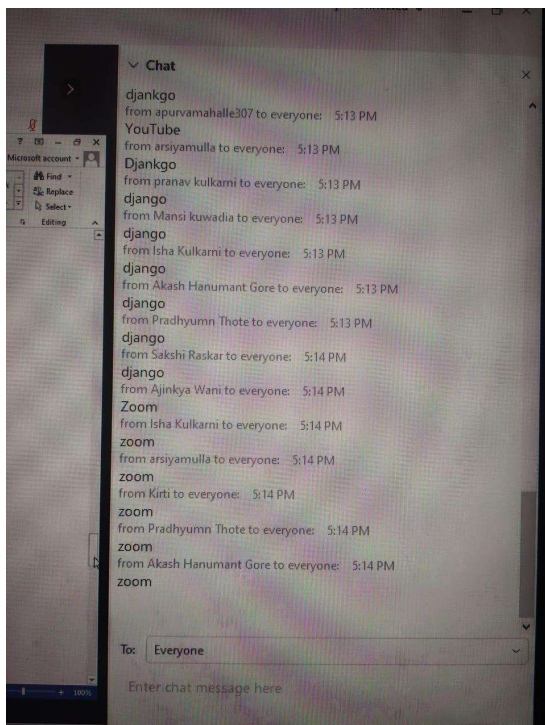 Chat
djankgo
from apurvamahalle307 to everyone: 5:13 PM
YouTube
from arsiyamulla to everyone: 5:13 PM
Djankgo
from pranav kulkarni to everyone: 5:13 PM
django
from Mansi kuwadia to everyone: 5:13 PM
django
from Isha Kulkarni to everyone: 5:13 PM
django
from Akash Hanumant Gore to everyone: 5:13 PM
django
from Pradhyumn Thote to everyone: 5:13 PM
django
from Sakshi Raskar to everyone: 5:14 PM
django
from Ajinkya Wani to everyone: 5:14 PM
Zoom
from Isha Kulkarni to everyone: 5:14 PM
zoom
from arsiyamulla to everyone: 5:14 PM
zoom
from Kirti to everyone: 5:14 PM
zoom
from Pradhyumn Thote to everyone: 5:14 PM
zoom
from Akash Hanumant Gore to everyone: 5:14 PM
zoom
To: Everyone
Enter chat message here
Microsoft account
Find
Replace
Select
Editing
100%